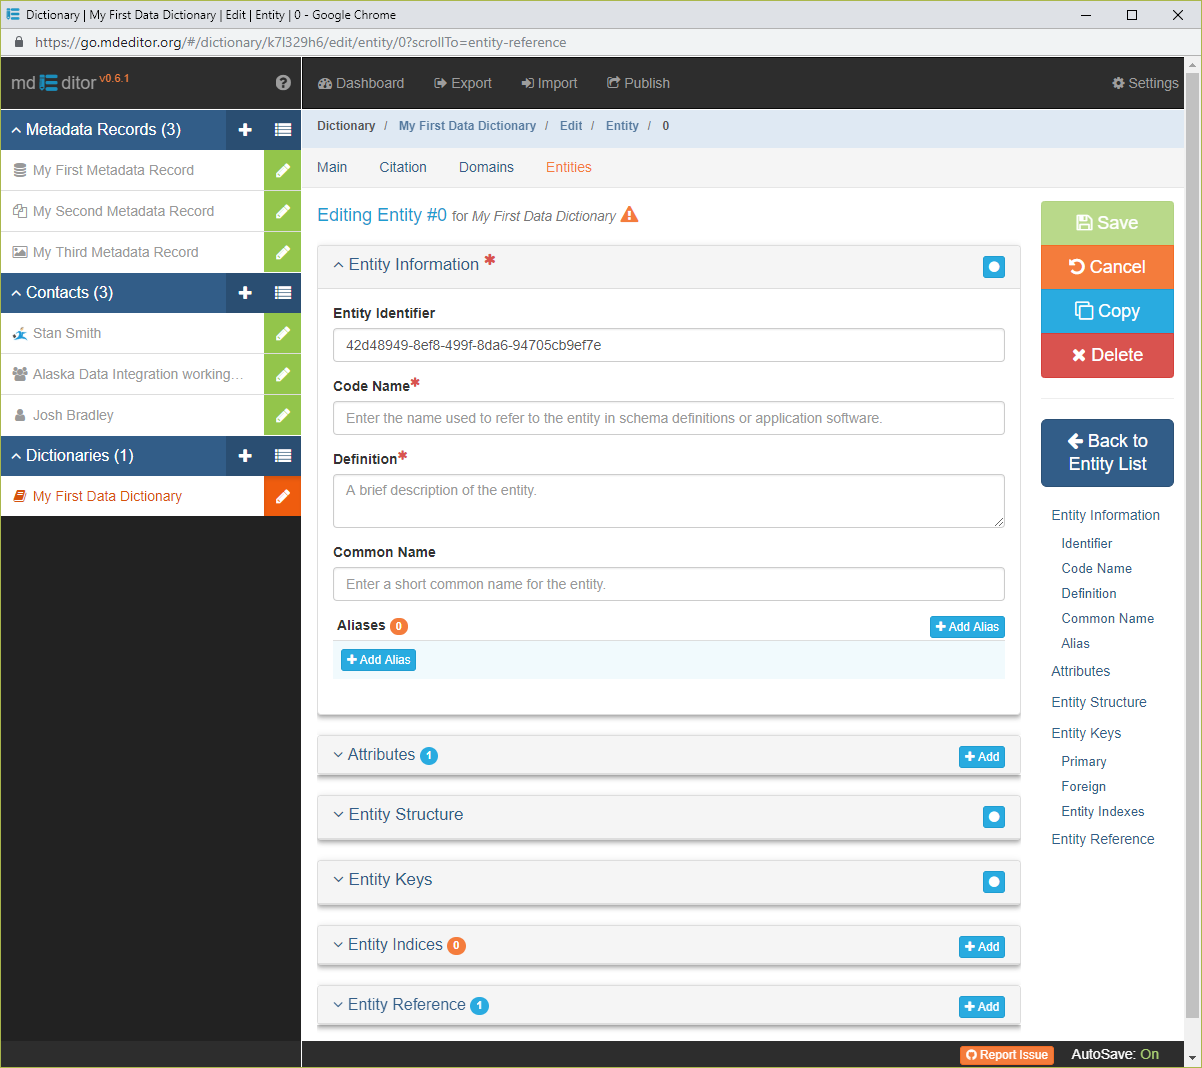 Dictionary | My First Data Dictionary | Edit | Entity | 0 - Google Chrome
https://go.mdeditor.org/#/dictionary/k7l329h6/edit/entity/0?scrollTo=entity-reference
md ditor v0.6.1
Dashboard Export Import Publish Settings
Metadata Records (3)
My First Metadata Record
My Second Metadata Record
My Third Metadata Record
Contacts (3)
Stan Smith
Alaska Data Integration working...
Josh Bradley
Dictionaries (1)
My First Data Dictionary
Dictionary / My First Data Dictionary / Edit / Entity / 0
Main Citation Domains Entities
Editing Entity #0 for My First Data Dictionary
Entity Information *
Entity Identifier
42d48949-8ef8-499f-8da6-94705cb9ef7e
Code Name*
Enter the name used to refer to the entity in schema definitions or application software.
Definition*
A brief description of the entity.
Common Name
Enter a short common name for the entity.
Aliases 0 Add Alias
Add Alias
Attributes 1 Add
Entity Structure
Entity Keys
Entity Indices 0 Add
Entity Reference 1 Add
Save
Cancel
Copy
Delete
Back to
Entity List
Entity Information
Identifier
Code Name
Definition
Common Name
Alias
Attributes
Entity Structure
Entity Keys
Primary
Foreign
Entity Indexes
Entity Reference
Report Issue AutoSave: On